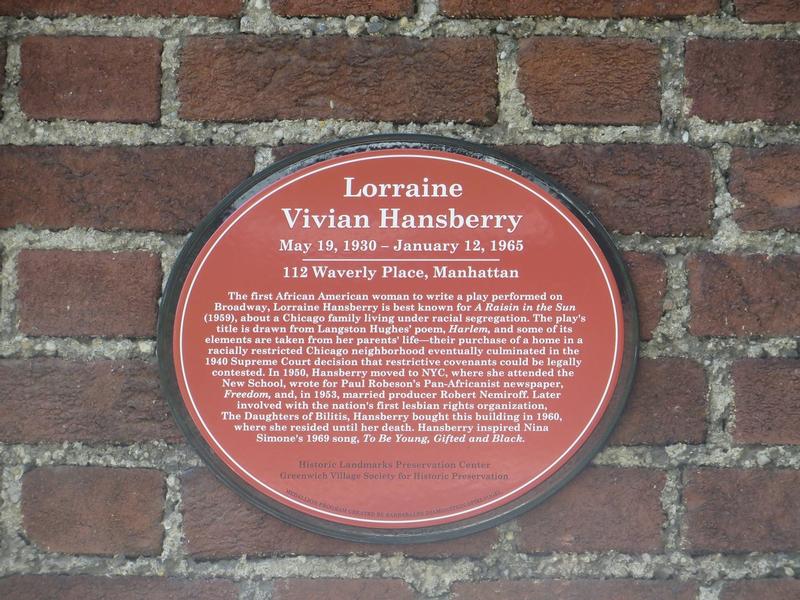 Lorraine
Vivian Hansberry
May 19, 1930 – January 12, 1965
112 Waverly Place, Manhattan
The first African American woman to write a play performed on
Broadway, Lorraine Hansberry is best known for A Raisin in the Sun
(1959), about a Chicago family living under racial segregation. The play's
title is drawn from Langston Hughes' poem, Harlem, and some of its
elements are taken from her parents' life—their purchase of a home in a
racially restricted Chicago neighborhood eventually culminated in the
1940 Supreme Court decision that restrictive covenants could be legally
contested. In 1950, Hansberry moved to NYC, where she attended the
New School, wrote for Paul Robeson's Pan-Africanist newspaper,
Freedom, and, in 1953, married producer Robert Nemiroff. Later
involved with the nation's first lesbian rights organization,
The Daughters of Bilitis, Hansberry bought this building in 1960,
where she resided until her death. Hansberry inspired Nina
Simone's 1969 song, To Be Young, Gifted and Black.
Historic Landmarks Preservation Center
Greenwich Village Society for Historic Preservation
MEDALLION PROGRAM CREATED BY BARBARALEE DIAMONSTEIN-SPIELVOGEL